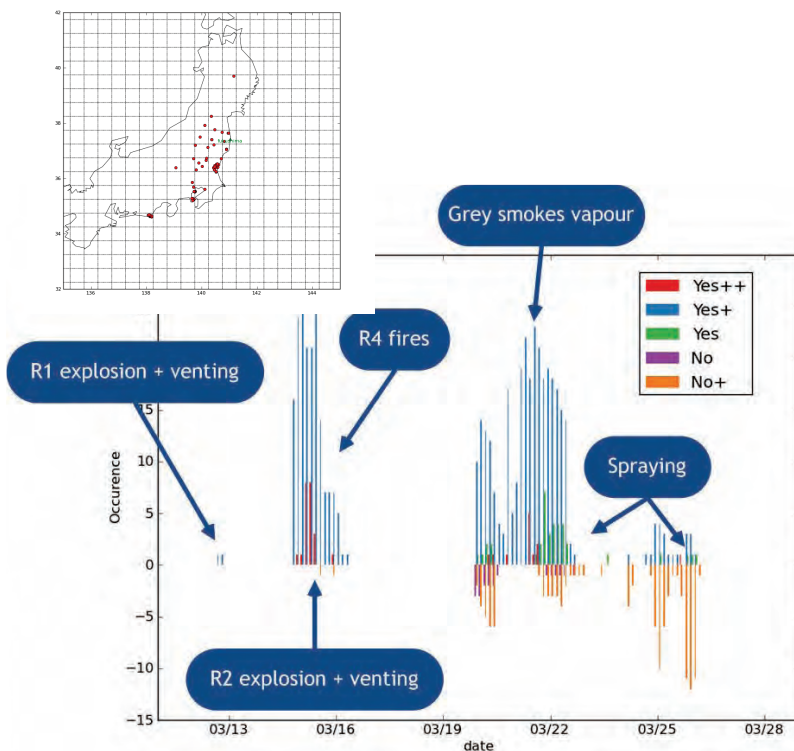 42
40
38
36
34
32
136
138
140
142
144
Grey smokes vapour
Yes++
Yes+
Yes
No
No+
R4 fires
R1 explosion + venting
Spraying
R2 explosion + venting
15
10
5
0
−5
−10
−15
Occurence
03/13
03/16
03/19
03/22
03/25
03/28
date